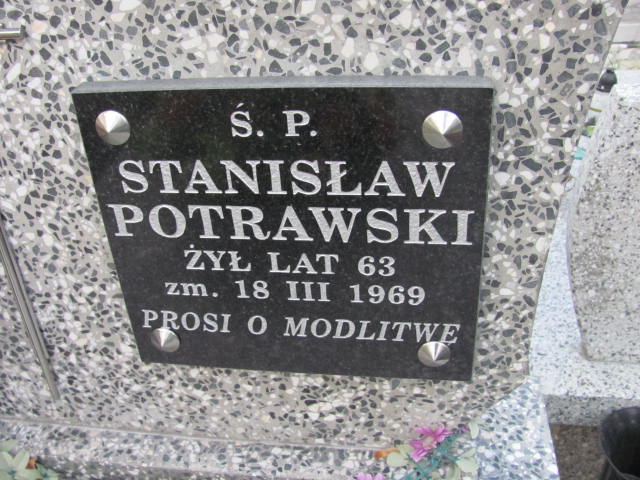 Ś. P.
STANISŁAW
POTRAWSKI
ŻYŁ LAT 63
zm. 18 III 1969
PROSI O MODLITWĘ